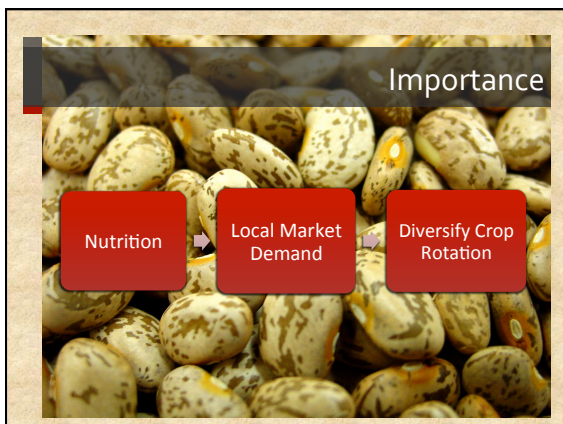 Importance
Nutrition
Local Market
Demand
Diversify Crop
Rotation